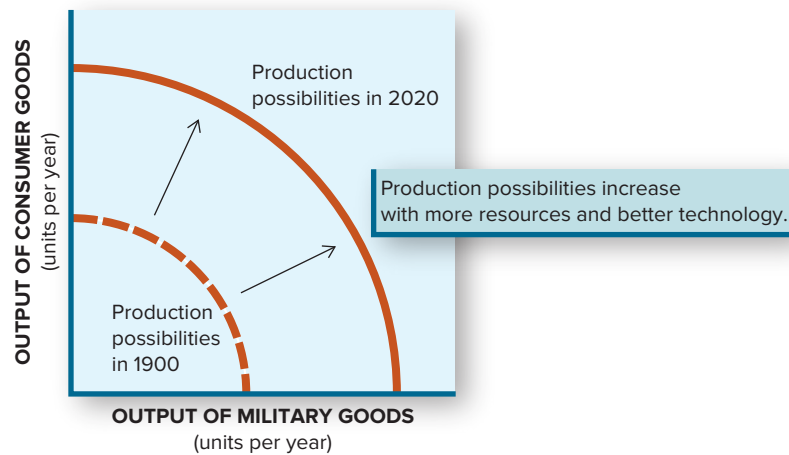 OUTPUT OF CONSUMER GOODS
(units per year)
Production
possibilities in 2020
Production possibilities increase
with more resources and better technology.
Production
possibilities
in 1900
OUTPUT OF MILITARY GOODS
(units per year)